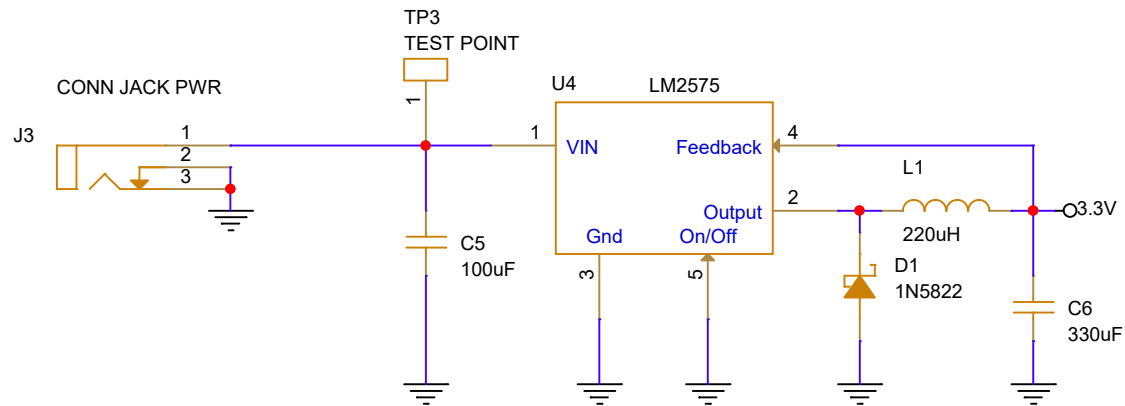 TP3
TEST POINT
CONN JACK PWR
J3
1
2
3
1
U4
LM2575
1
VIN
Feedback
4
L1
Output
2
220uH
3.3V
Gnd
On/Off
3
5
C5
100uF
D1
1N5822
C6
330uF